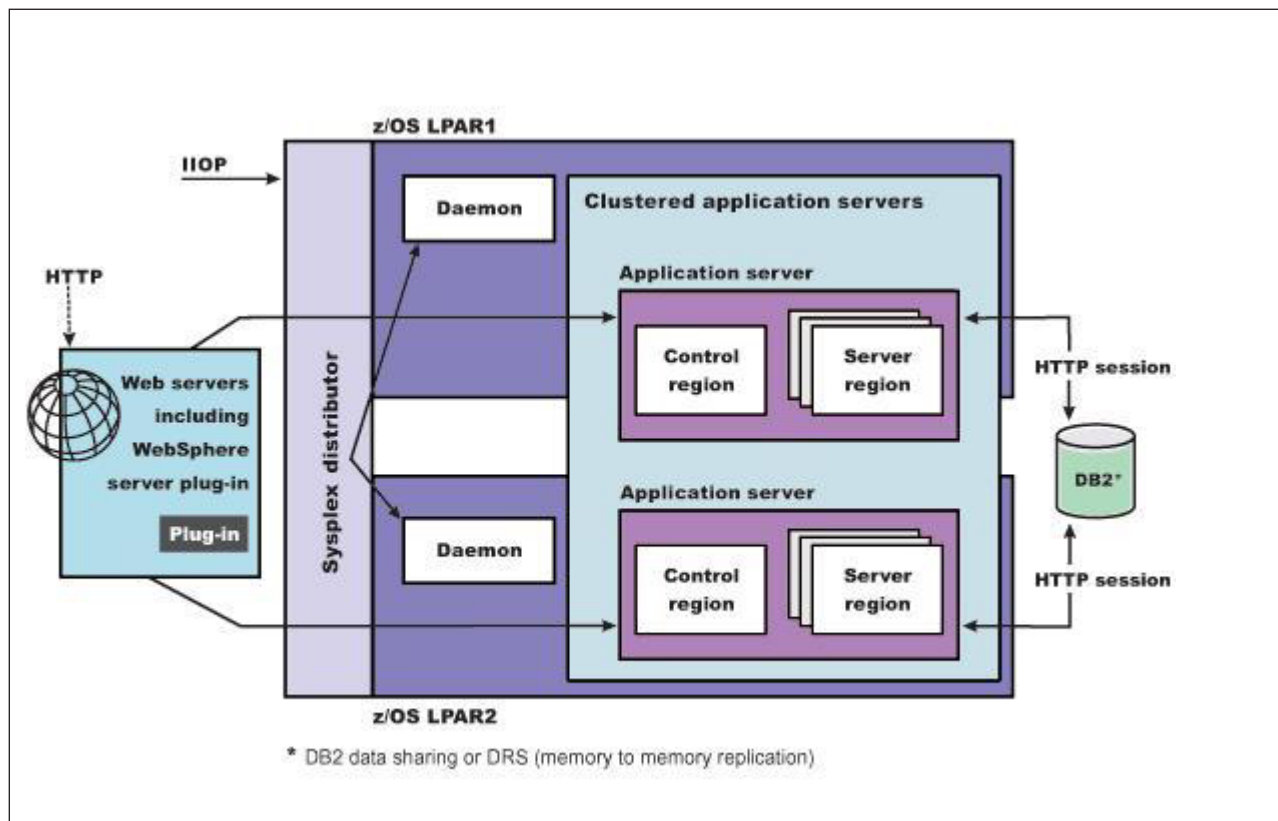 z/OS LPAR1
IIOP
Daemon
Clustered application servers
HTTP
Application server
Control
region
Server
region
HTTP session
Web servers
including
WebSphere
server plug-in
Plug-in
Sysplex distributor
DB2*
Application server
Daemon
Control
region
Server
region
HTTP session
z/OS LPAR2
* DB2 data sharing or DRS (memory to memory replication)